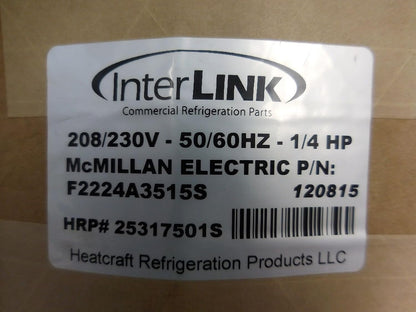 InterLINK
Commercial Refrigeration Parts
208/230V - 50/60HZ - 1/4 HP
McMILLAN ELECTRIC P/N:
F2224A3515S 120815
HRP# 25317501S
Heatcraft Refrigeration Products LLC